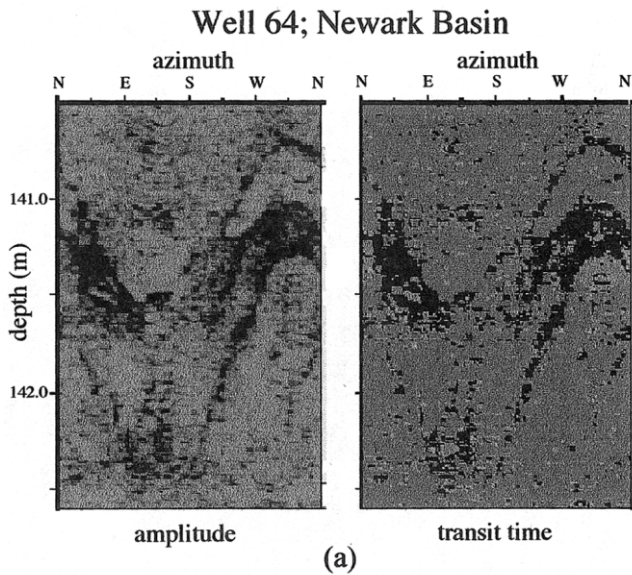 Well 64; Newark Basin
azimuth azimuth
N E S W N N E S W N
141.0
depth (m)
142.0
amplitude transit time
(a)